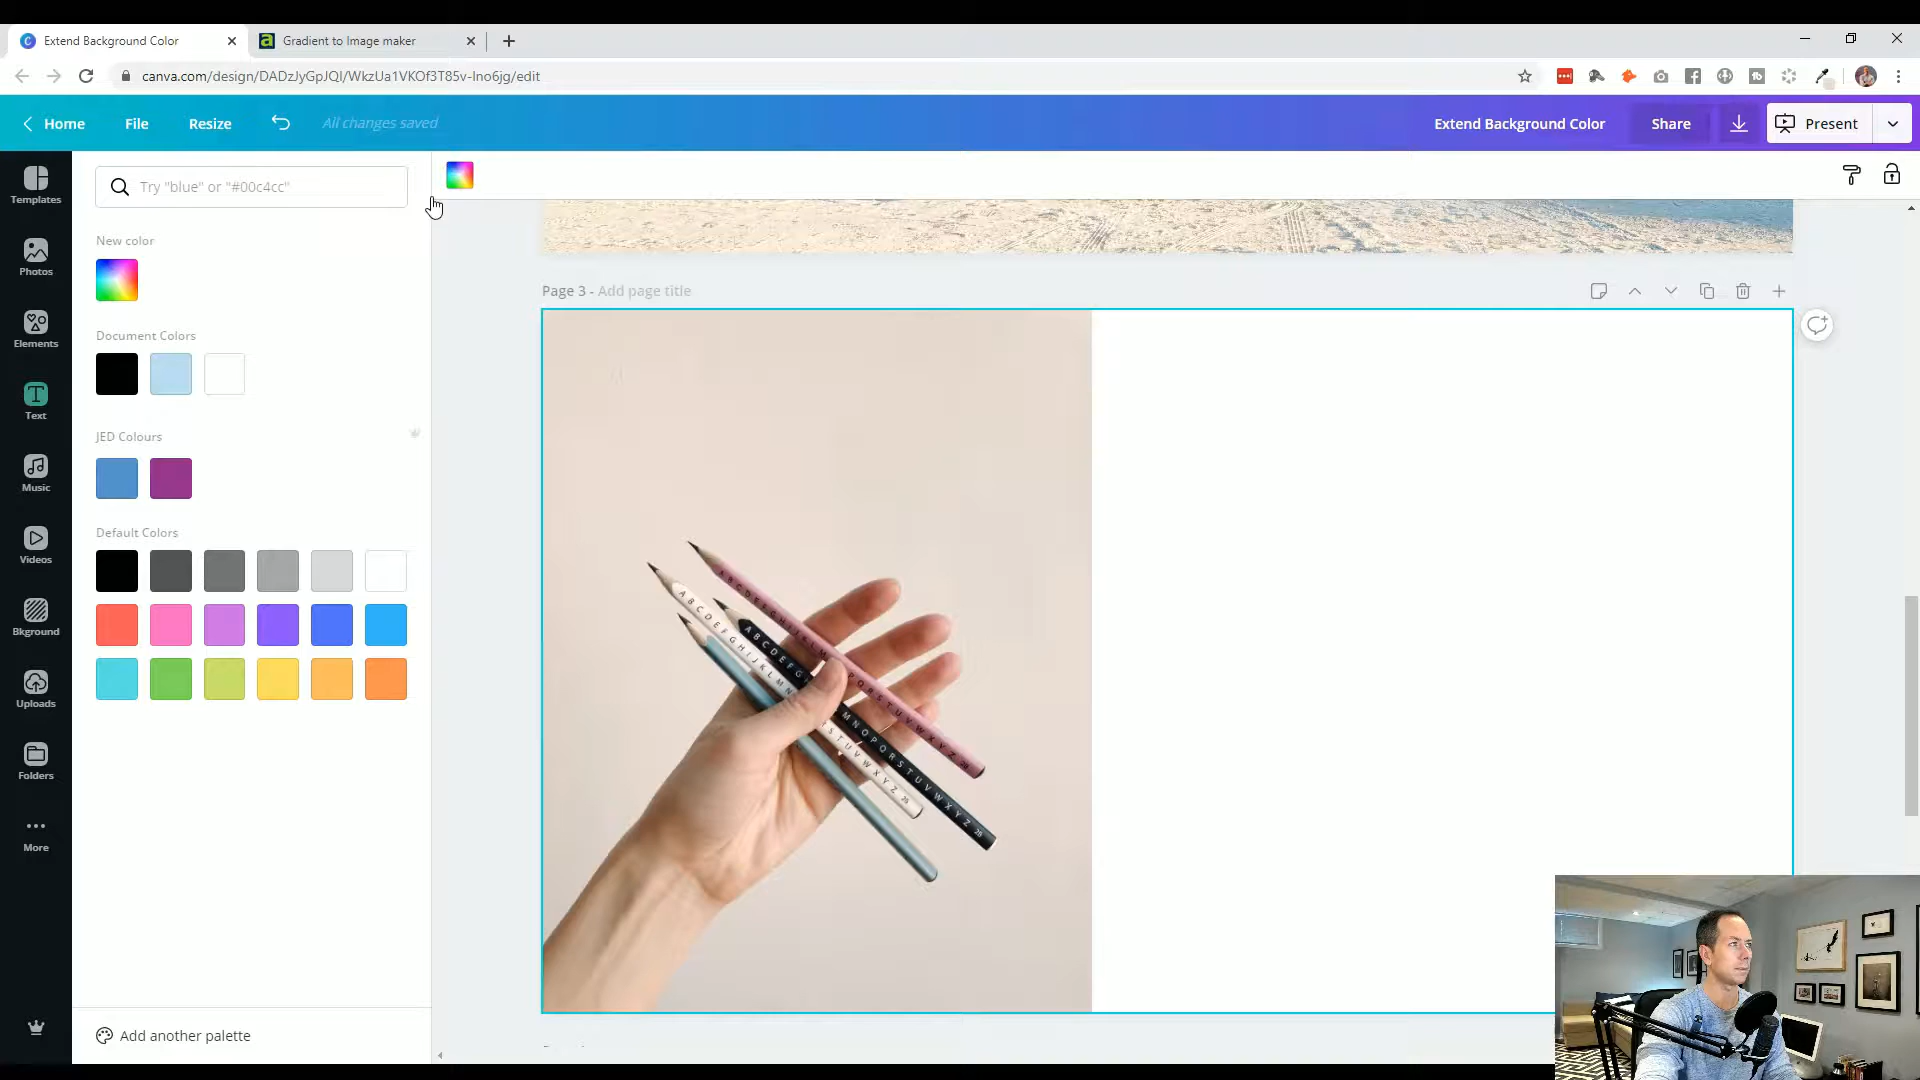 Extend Background Color
Gradient to Image maker
canva.com/design/DADzJyGpJQI/WkzUa1VKOf3T85v-Ino6jg/edit
Home
File
Resize
All changes saved
Extend Background Color
Share
Present
Templates
Photos
Elements
Text
Music
Videos
Bkground
Uploads
Folders
More
Try "blue" or "#00c4cc"
New color
Document Colors
JED Colours
Default Colors
Add another palette
Page 3 - Add page title